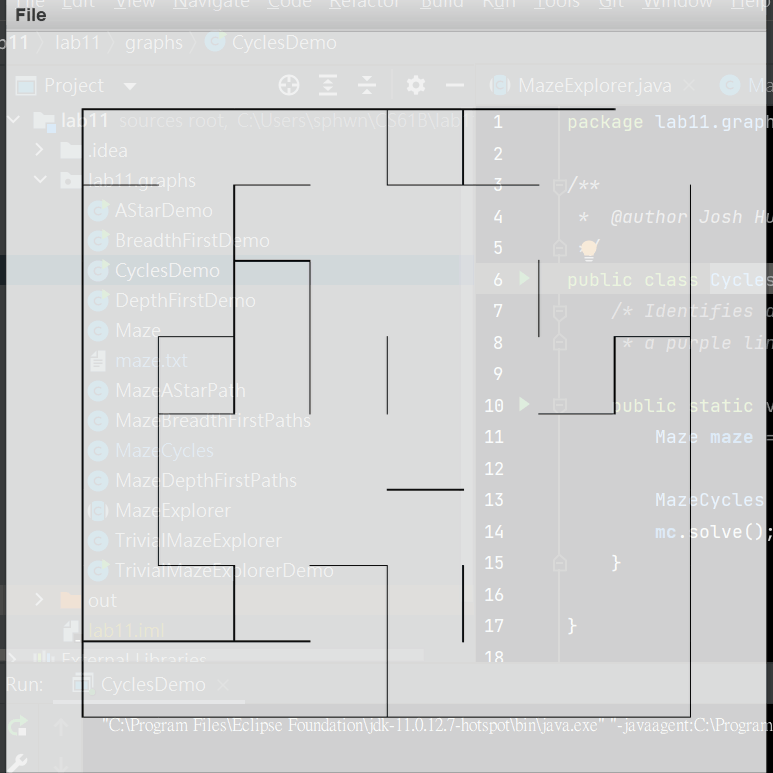 Edit View Navigate Code Refactor Build Run Tools Git Window Help
File
lab11 graphs CyclesDemo
Project MazeExplorer.java
lab11 sources root, C:\Users\sphwn\CS61B\lab
.idea
lab11.graphs
AStarDemo
BreadthFirstDemo
CyclesDemo
DepthFirstDemo
Maze
maze.txt
MazeAStarPath
MazeBreadthFirstPaths
MazeCycles
MazeDepthFirstPaths
MazeExplorer
TrivialMazeExplorer
TrivialMazeExplorerDemo
out
lab11.iml
External Libraries
1 package lab11.graph
2
3 /**
4 * @author Josh Hu
5
6 public class Cycles
7 /* Identifies
8 * a purple lin
9
10 public static v
11 Maze maze =
12
13 MazeCycles
14 mc.solve();
15 }
16
17 }
18
Run: CyclesDemo
"C:\Program Files\Eclipse Foundation\jdk-11.0.12.7-hotspot\bin\java.exe" "-javaagent:C:\Program